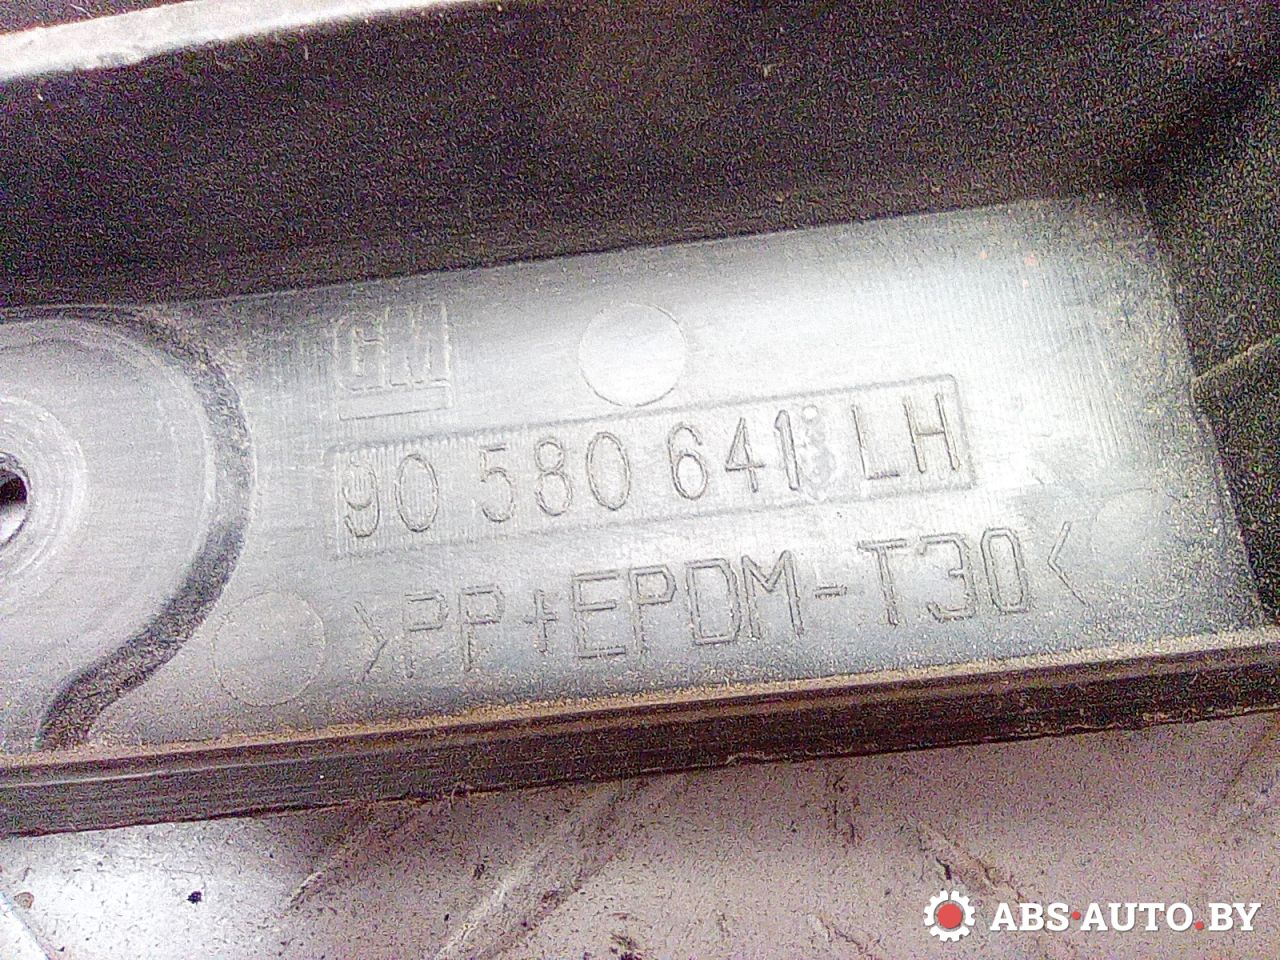 GM
90 580 641 LH
>PP+EPDM-T30<
ABS·AUTO.BY